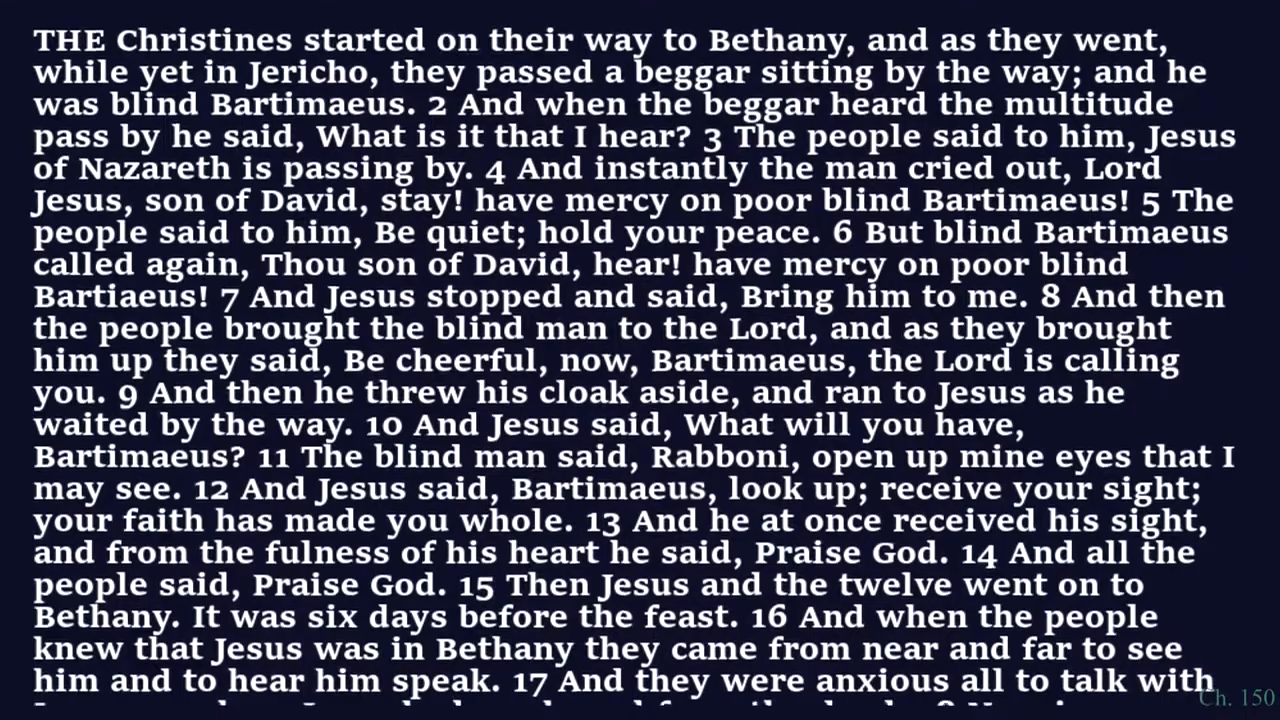 THE Christines started on their way to Bethany, and as they went,
while yet in Jericho, they passed a beggar sitting by the way; and he
was blind Bartimaeus. 2 And when the beggar heard the multitude
pass by he said, What is it that I hear? 3 The people said to him, Jesus
of Nazareth is passing by. 4 And instantly the man cried out, Lord
Jesus, son of David, stay! have mercy on poor blind Bartimaeus! 5 The
people said to him, Be quiet; hold your peace. 6 But blind Bartimaeus
called again, Thou son of David, hear! have mercy on poor blind
Bartiaeus! 7 And Jesus stopped and said, Bring him to me. 8 And then
the people brought the blind man to the Lord, and as they brought
him up they said, Be cheerful, now, Bartimaeus, the Lord is calling
you. 9 And then he threw his cloak aside, and ran to Jesus as he
waited by the way. 10 And Jesus said, What will you have,
Bartimaeus? 11 The blind man said, Rabboni, open up mine eyes that I
may see. 12 And Jesus said, Bartimaeus, look up; receive your sight;
your faith has made you whole. 13 And he at once received his sight,
and from the fulness of his heart he said, Praise God. 14 And all the
people said, Praise God. 15 Then Jesus and the twelve went on to
Bethany. It was six days before the feast. 16 And when the people
knew that Jesus was in Bethany they came from near and far to see
him and to hear him speak. 17 And they were anxious all to talk with
Ch. 150